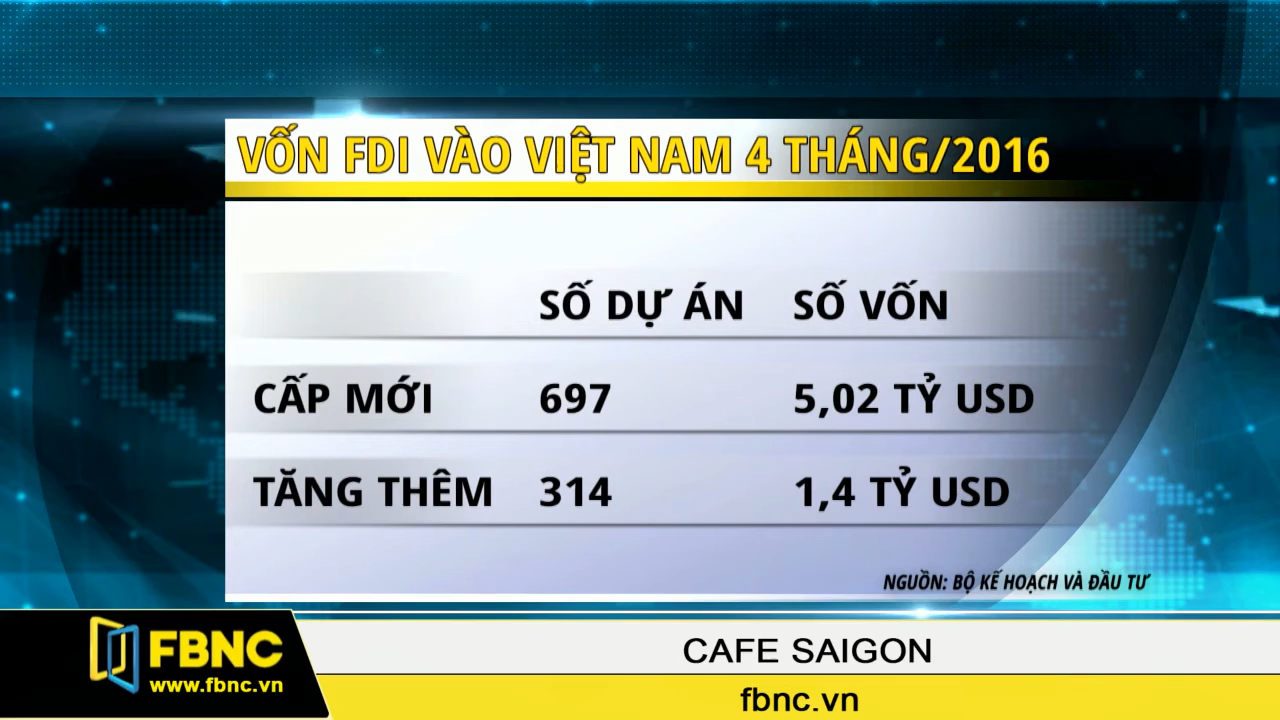 VỐN FDI VÀO VIỆT NAM 4 THÁNG/2016
SỐ DỰ ÁN SỐ VỐN
CẤP MỚI 697 5,02 TỶ USD
TĂNG THÊM 314 1,4 TỶ USD
NGUỒN: BỘ KẾ HOẠCH VÀ ĐẦU TƯ
FBNC
www.fbnc.vn
CAFE SAIGON
fbnc.vn